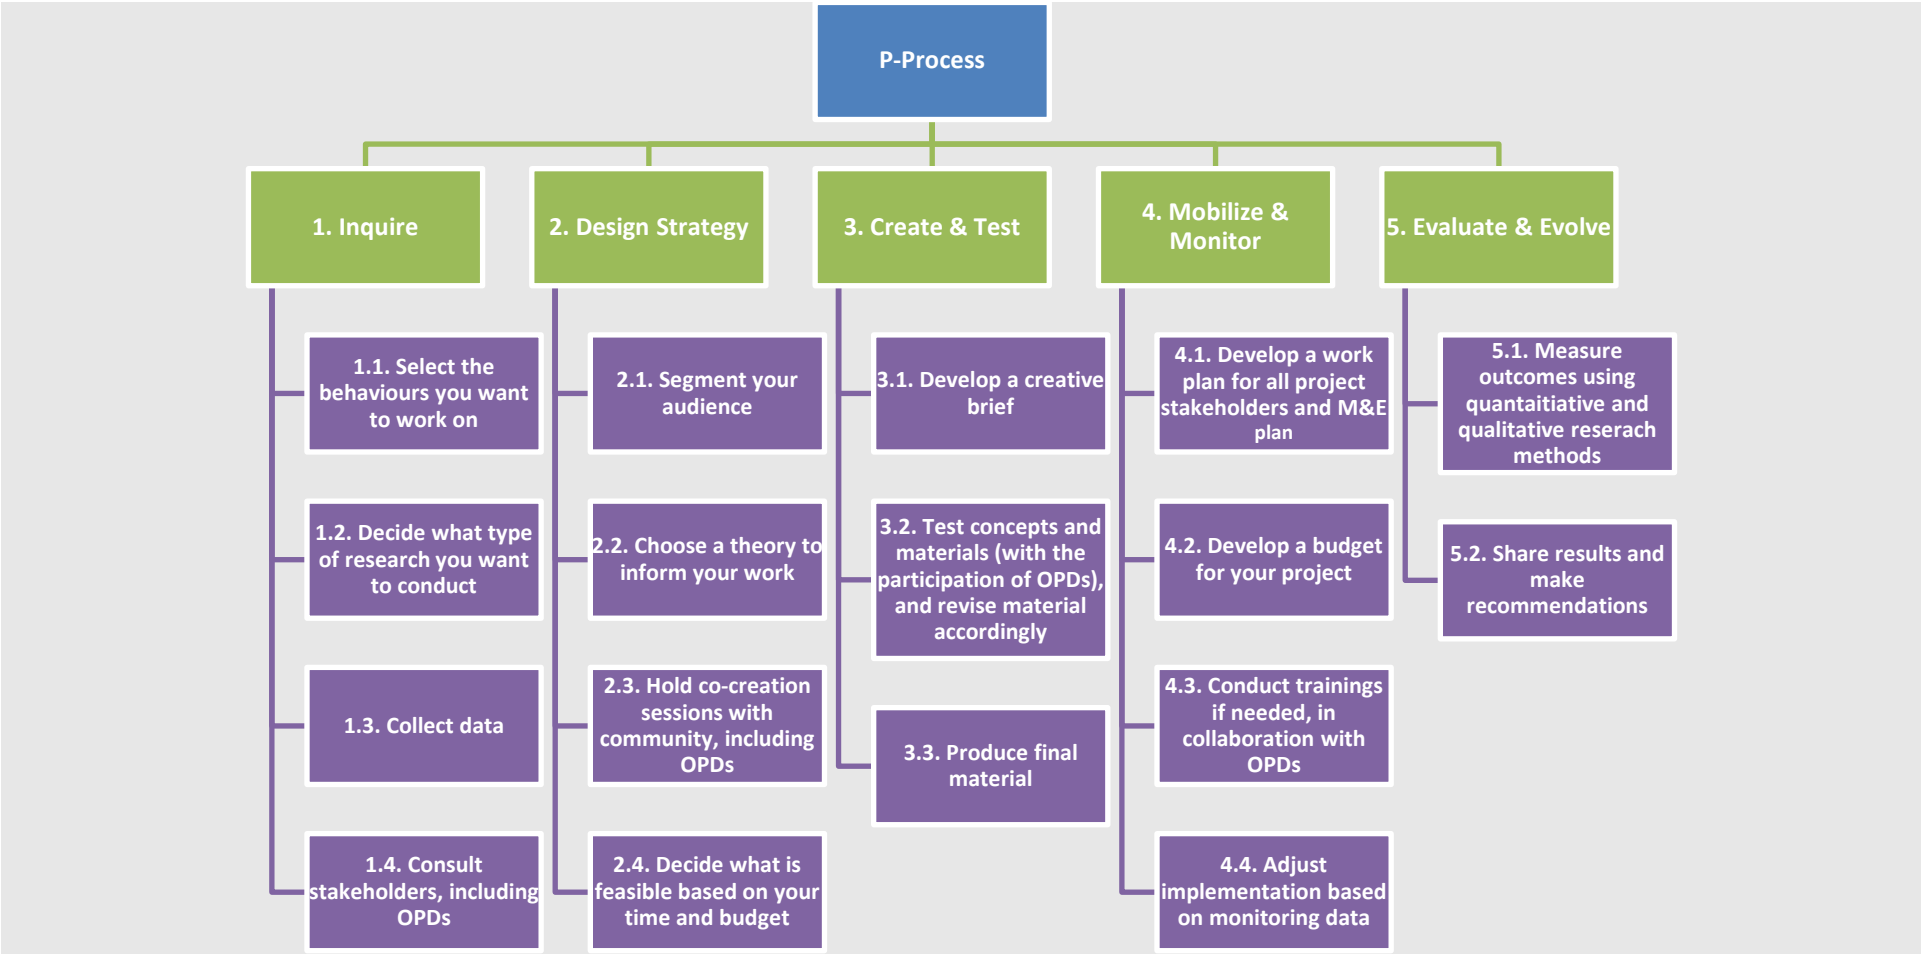 P-Process
1. Inquire
1.1. Select the
behaviours you want
to work on
1.2. Decide what type
of research you want
to conduct
1.3. Collect data
1.4. Consult
stakeholders, including
OPDs
2. Design Strategy
2.1. Segment your
audience
2.2. Choose a theory to
inform your work
2.3. Hold co-creation
sessions with
community, including
OPDs
2.4. Decide what is
feasible based on your
time and budget
3. Create & Test
3.1. Develop a creative
brief
3.2. Test concepts and
materials (with the
participation of OPDs),
and revise material
accordingly
3.3. Produce final
material
4. Mobilize &
Monitor
4.1. Develop a work
plan for all project
stakeholders and M&E
plan
4.2. Develop a budget
for your project
4.3. Conduct trainings
if needed, in
collaboration with
OPDs
4.4. Adjust
implementation based
on monitoring data
5. Evaluate & Evolve
5.1. Measure
outcomes using
quantaitiative and
qualitative reserach
methods
5.2. Share results and
make
recommendations